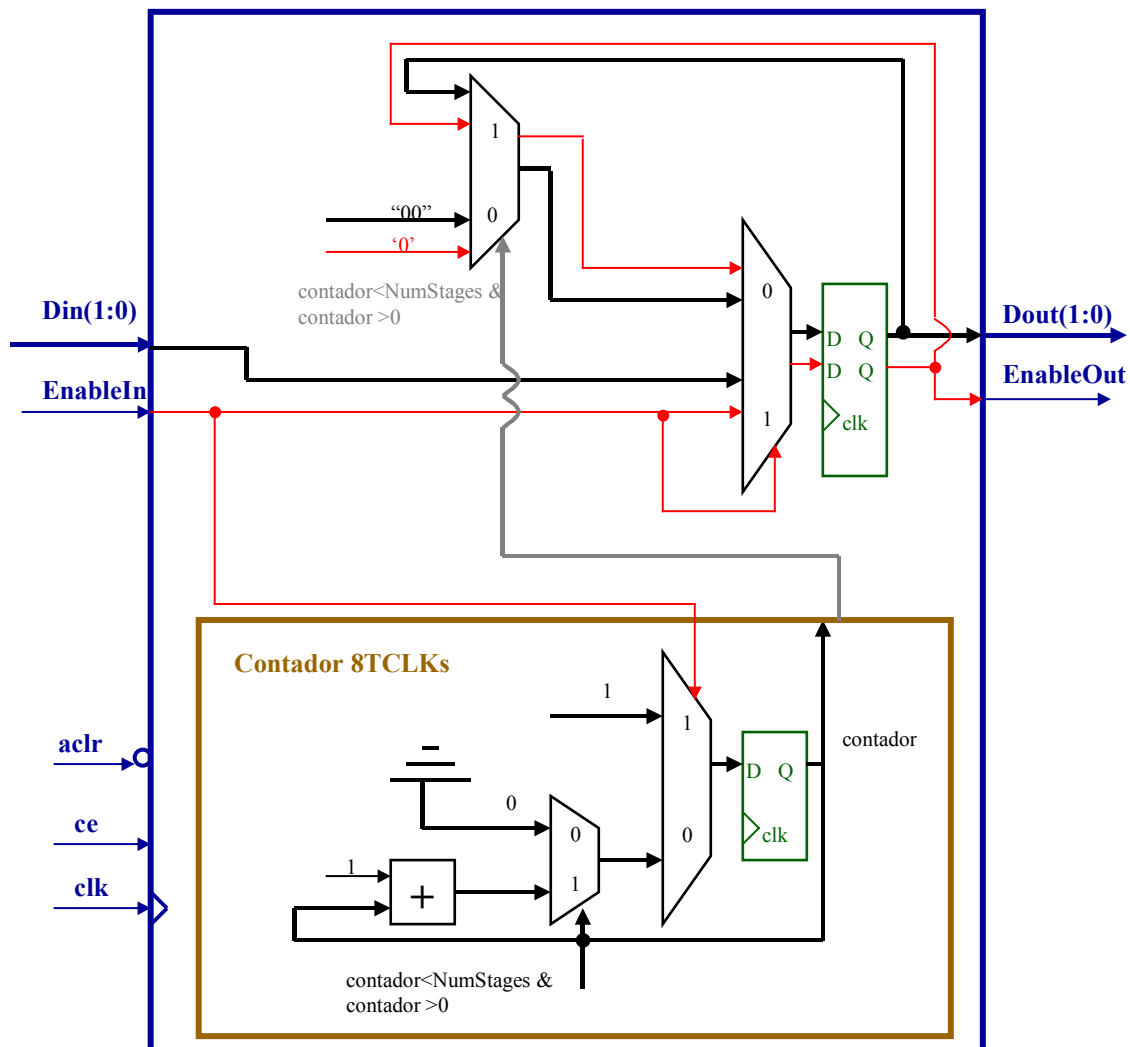 1
“00”
0
‘0’
contador<NumStages &
contador >0
0
Din(1:0)
Dout(1:0)
D Q
D Q
EnableIn
EnableOut
1
clk
Contador 8TCLKs
1
1
aclr
contador
D Q
0
0
0
clk
ce
1
1
clk
+
contador<NumStages &
contador >0